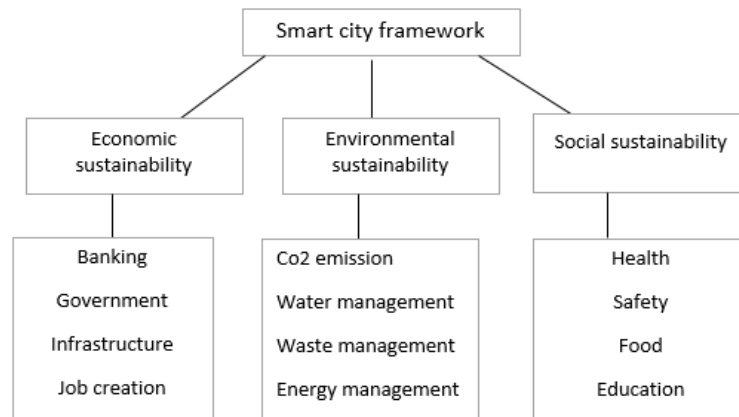 Smart city framework
Economic
sustainability
Environmental
sustainability
Social sustainability
Banking
Government
Infrastructure
Job creation
Co2 emission
Water management
Waste management
Energy management
Health
Safety
Food
Education